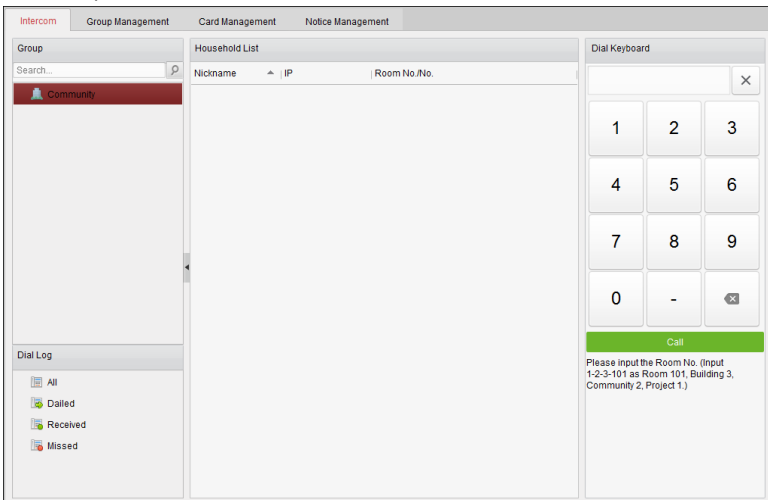 Intercom Group Management Card Management Notice Management
Group
Search...
Community
Household List
Nickname IP Room No./No.
Dial Log
All
Dailed
Received
Missed
Dial Keyboard
1 2 3
4 5 6
7 8 9
0 -
Call
Please input the Room No. (Input
1-2-3-101 as Room 101, Building 3,
Community 2, Project 1.)